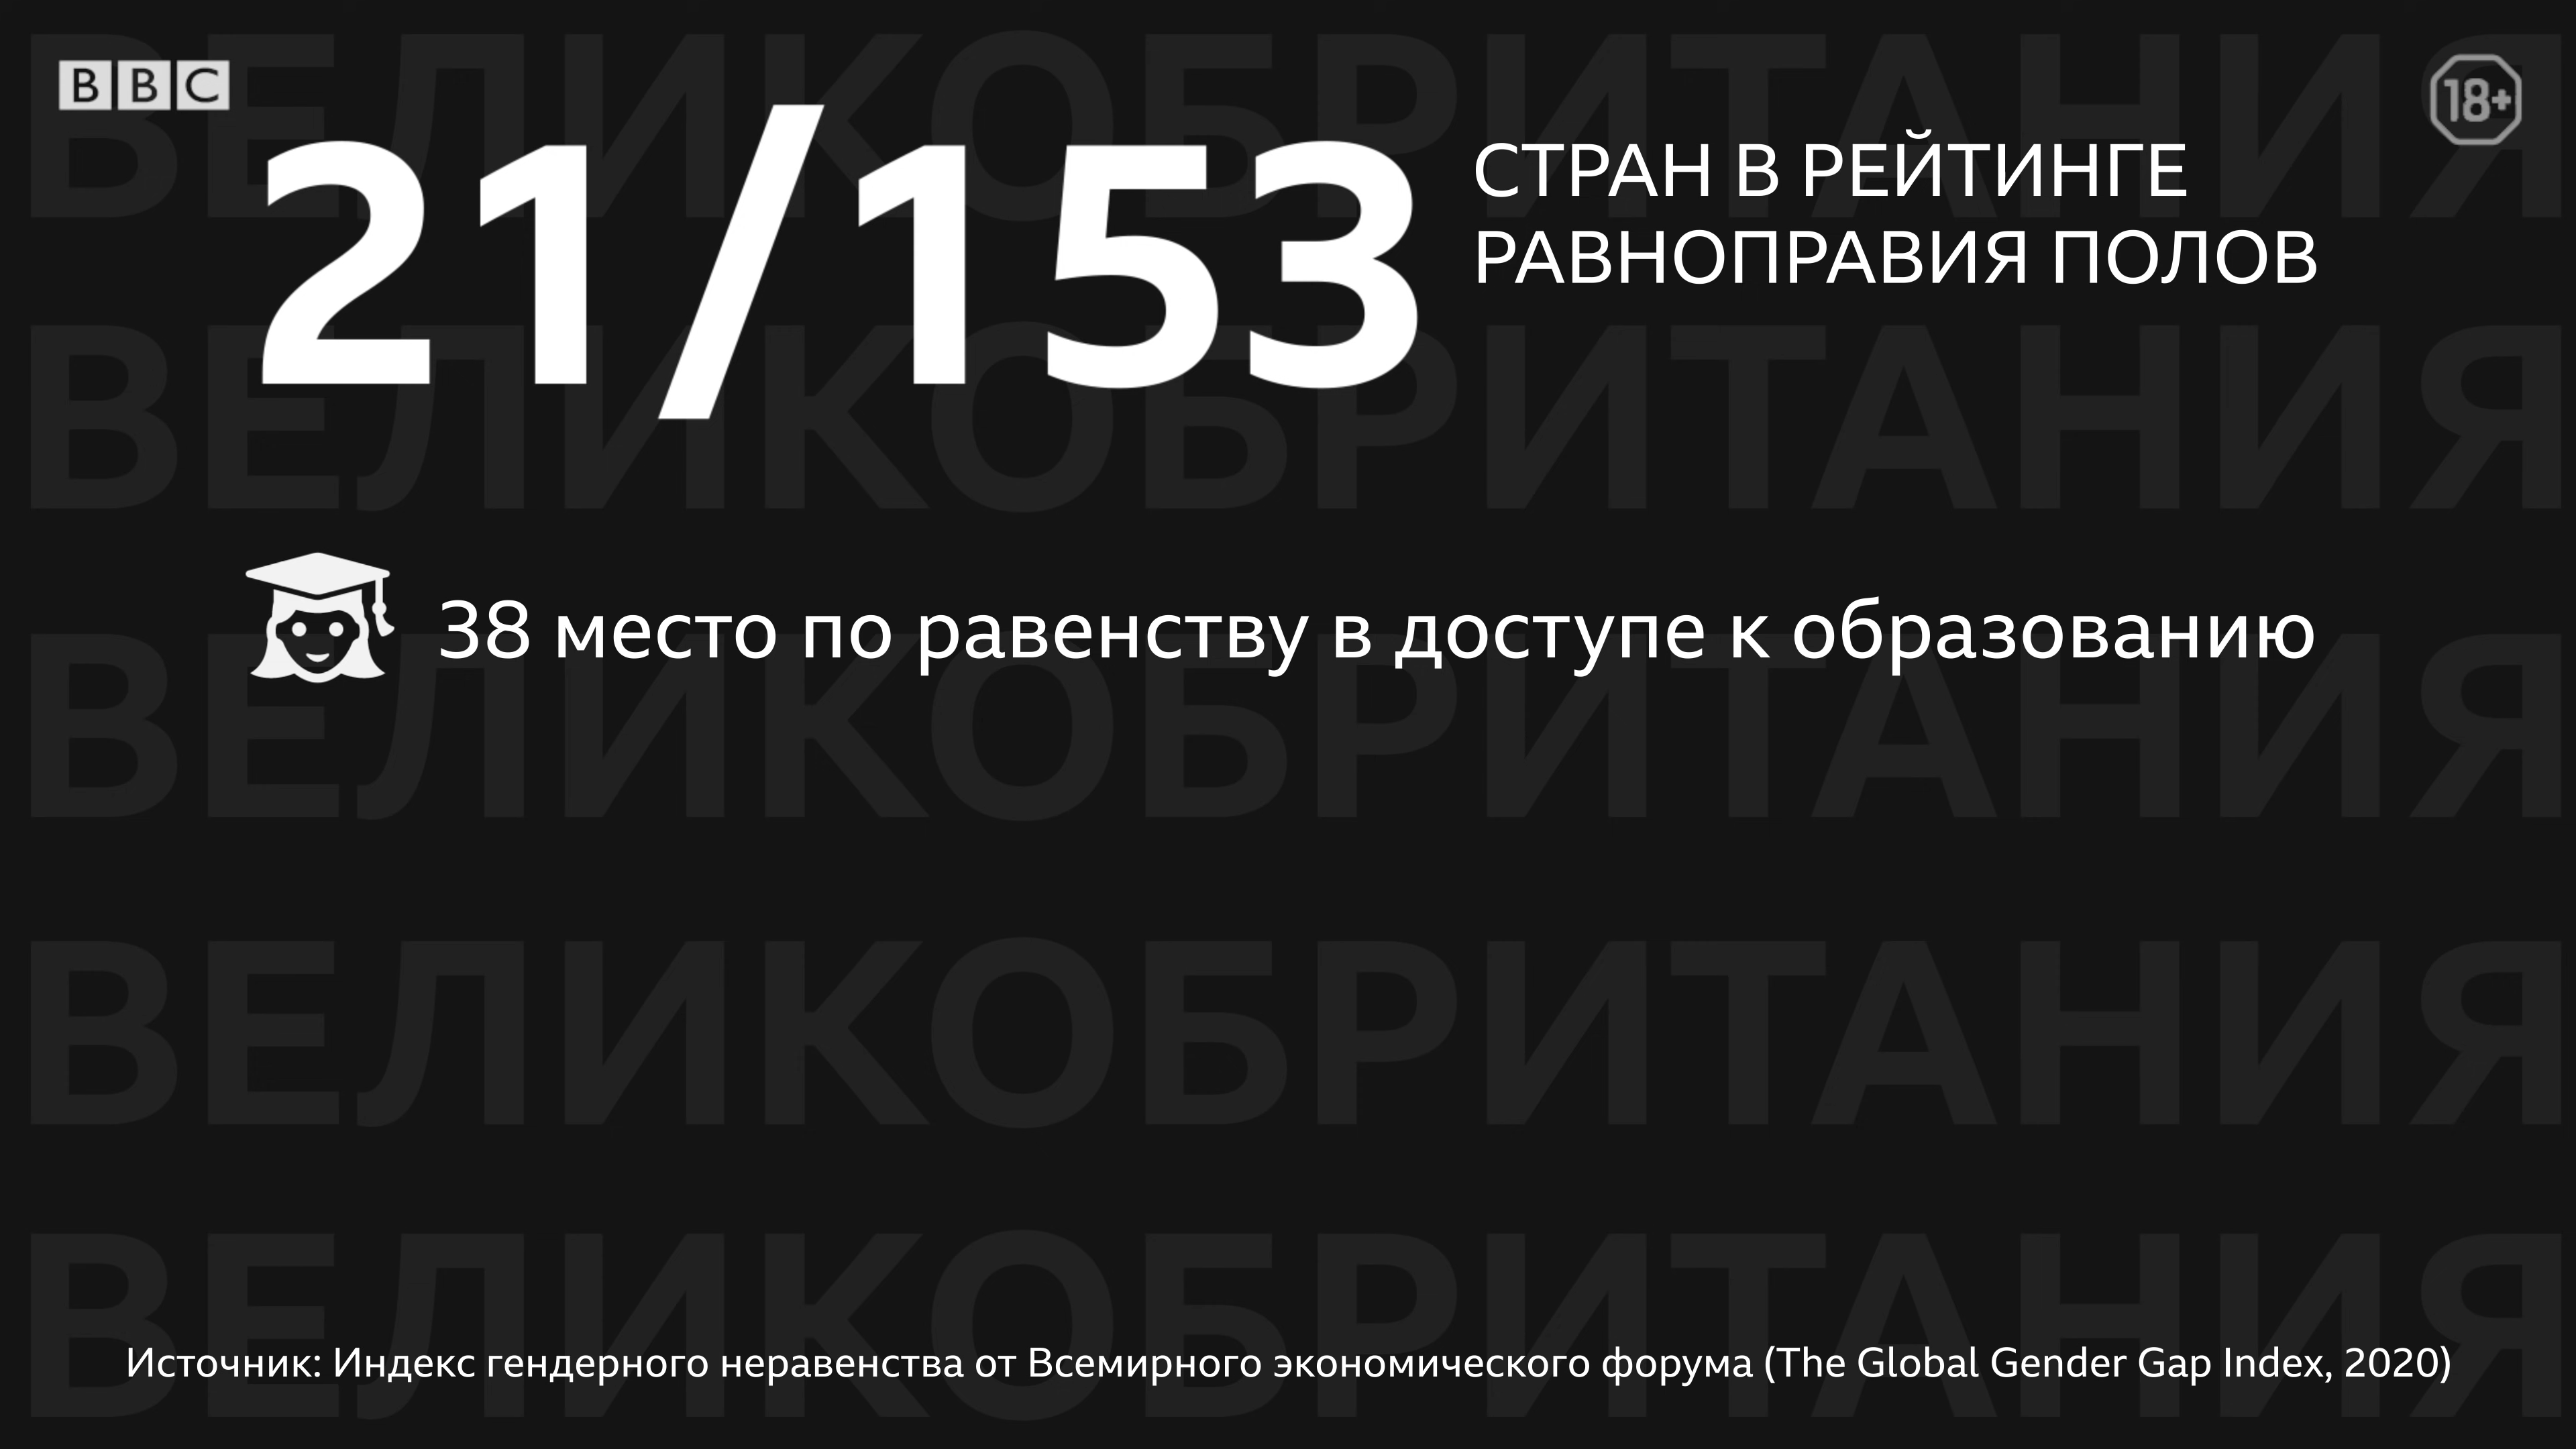 ВЕЛИКОБРИТАНИЯ
BBC
18+
21/153
СТРАН В РЕЙТИНГЕ
РАВНОПРАВИЯ ПОЛОВ
ВЕЛИКОБРИТАНИЯ
38 место по равенству в доступе к образованию
ВЕЛИКОБРИТАНИЯ
ВЕЛИКОБРИТАНИЯ
ВЕЛИКОБРИТАНИЯ
Источник: Индекс гендерного неравенства от Всемирного экономического форума (The Global Gender Gap Index, 2020)